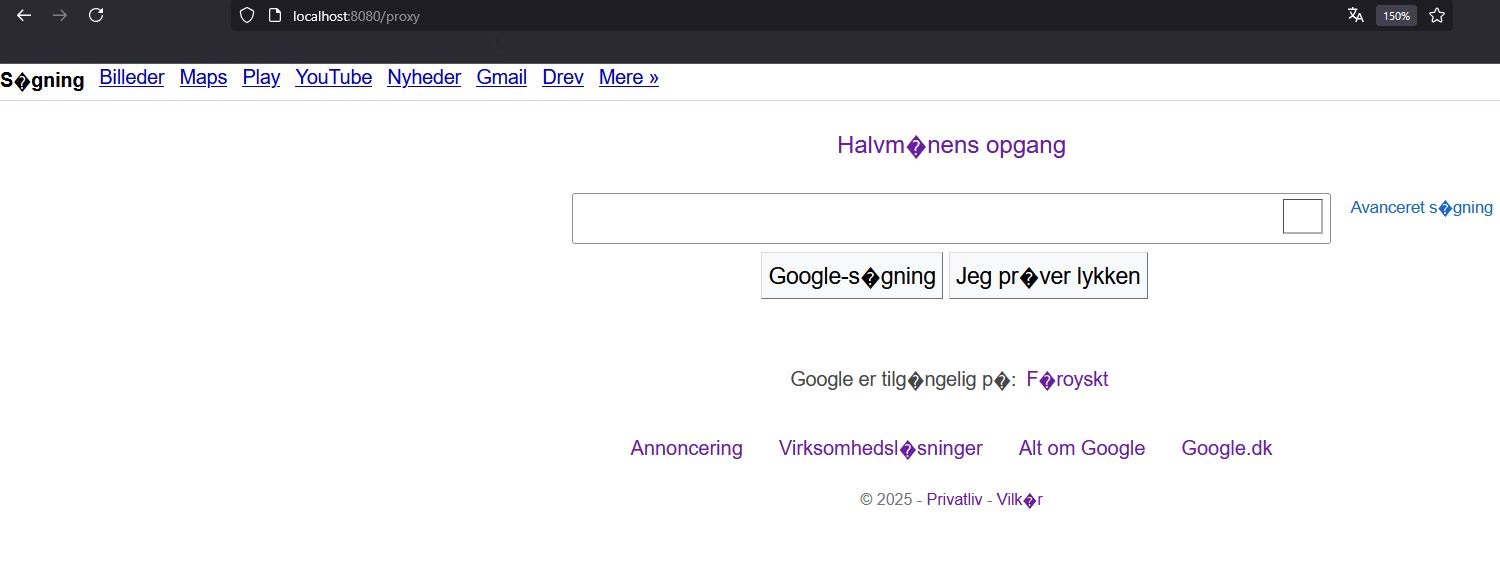 localhost:8080/proxy 150%
S�gning Billeder Maps Play YouTube Nyheder Gmail Drev Mere »
Halvm�nens opgang
Avanceret s�gning
Google-s�gning Jeg pr�ver lykken
Google er tilg�ngelig p�: F�royskt
Annoncering Virksomhedsl�sninger Alt om Google Google.dk
© 2025 - Privatliv - Vilk�r